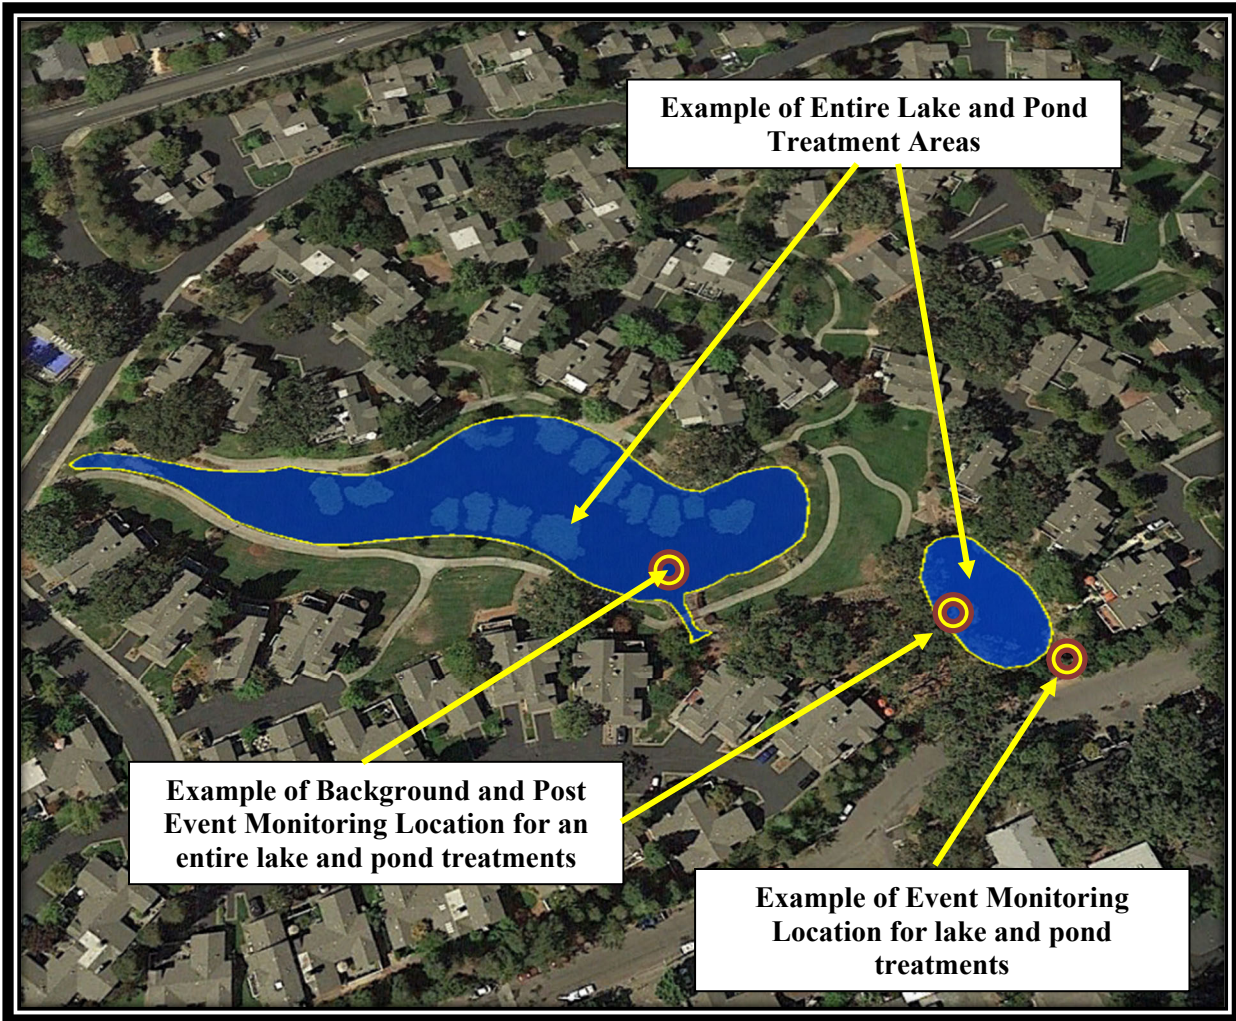 Example of Entire Lake and Pond
Treatment Areas
Example of Background and Post
Event Monitoring Location for an
entire lake and pond treatments
Example of Event Monitoring
Location for lake and pond
treatments